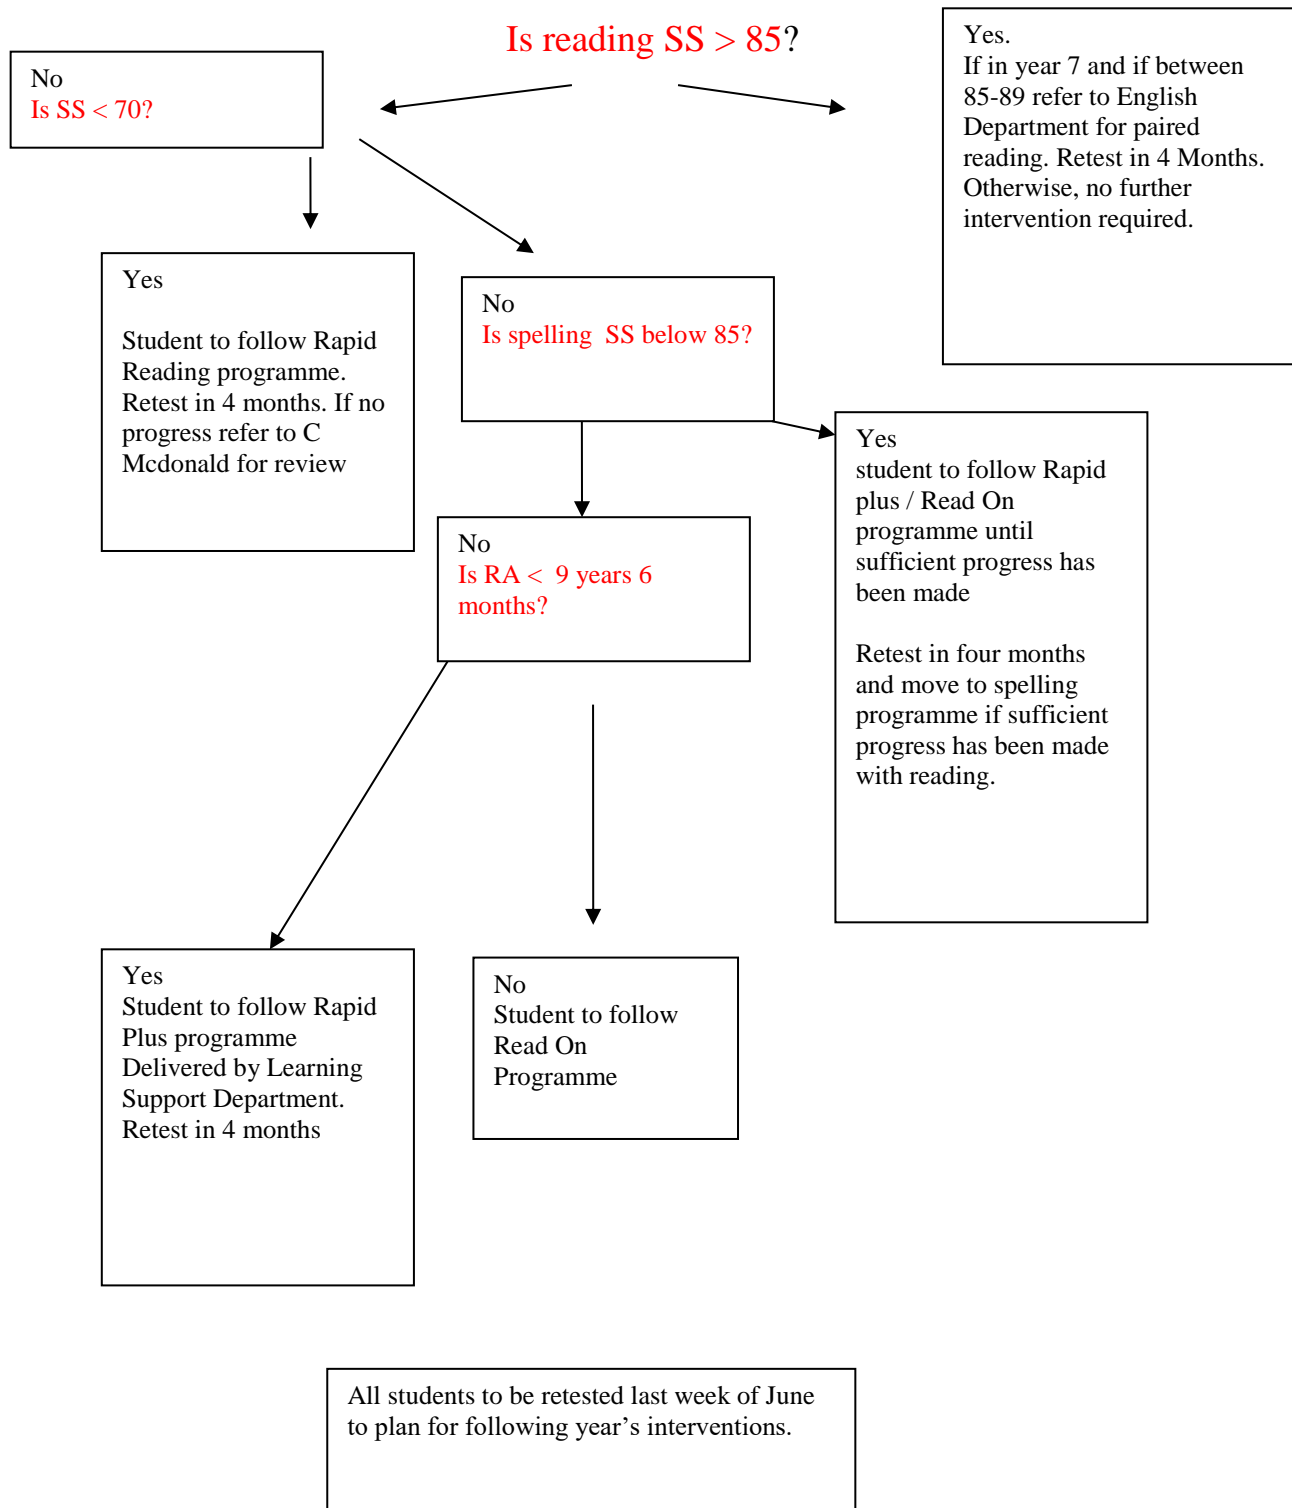 Is reading SS > 85?
No
Is SS < 70?
Yes.
If in year 7 and if between
85-89 refer to English
Department for paired
reading. Retest in 4 Months.
Otherwise, no further
intervention required.
Yes
Student to follow Rapid
Reading programme.
Retest in 4 months. If no
progress refer to C
Mcdonald for review
No
Is spelling  SS below 85?
Yes
student to follow Rapid
plus / Read On
programme until
sufficient progress has
been made
Retest in four months
and move to spelling
programme if sufficient
progress has been made
with reading.
No
Is RA <  9 years 6
months?
Yes
Student to follow Rapid
Plus programme
Delivered by Learning
Support Department.
Retest in 4 months
No
Student to follow
Read On
Programme
All students to be retested last week of June
to plan for following year’s interventions.